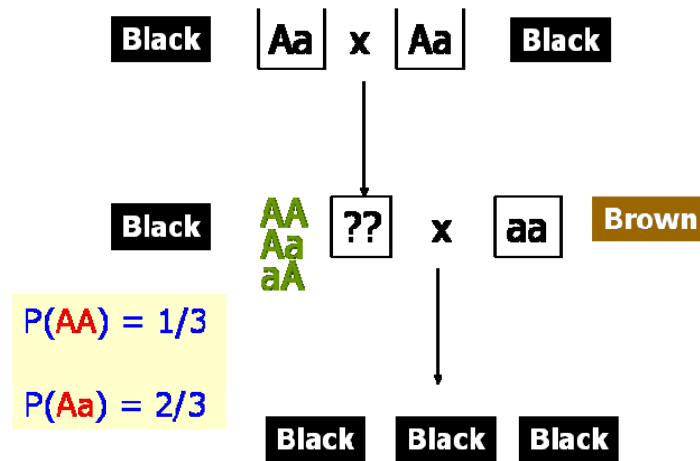 Black Aa x Aa Black
Black AA ?? x aa Brown
Aa
aA
P(AA) = 1/3
P(Aa) = 2/3
Black Black Black